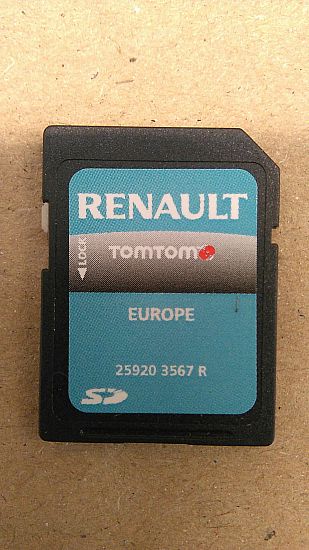 RENAULT
LOCK
TOMTOM
EUROPE
25920 3567 R
SD